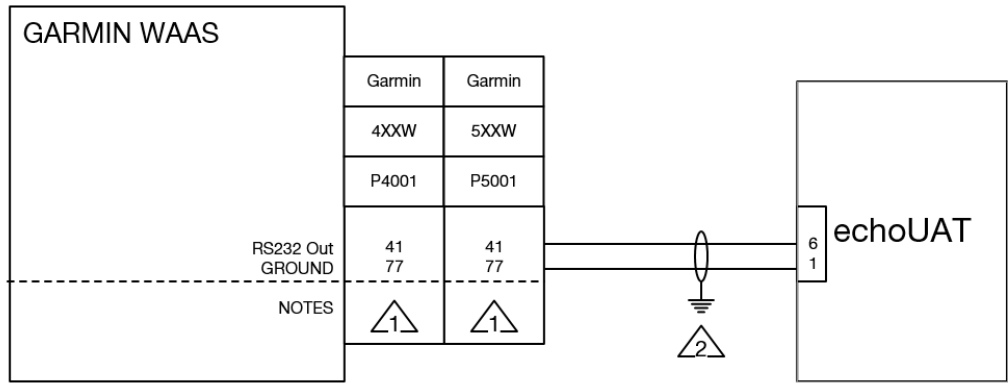 GARMIN WAAS
Garmin Garmin
4XXW 5XXW
P4001 P5001
RS232 Out 41 41 6
GROUND 77 77 1
echoUAT
NOTES 1 1
2